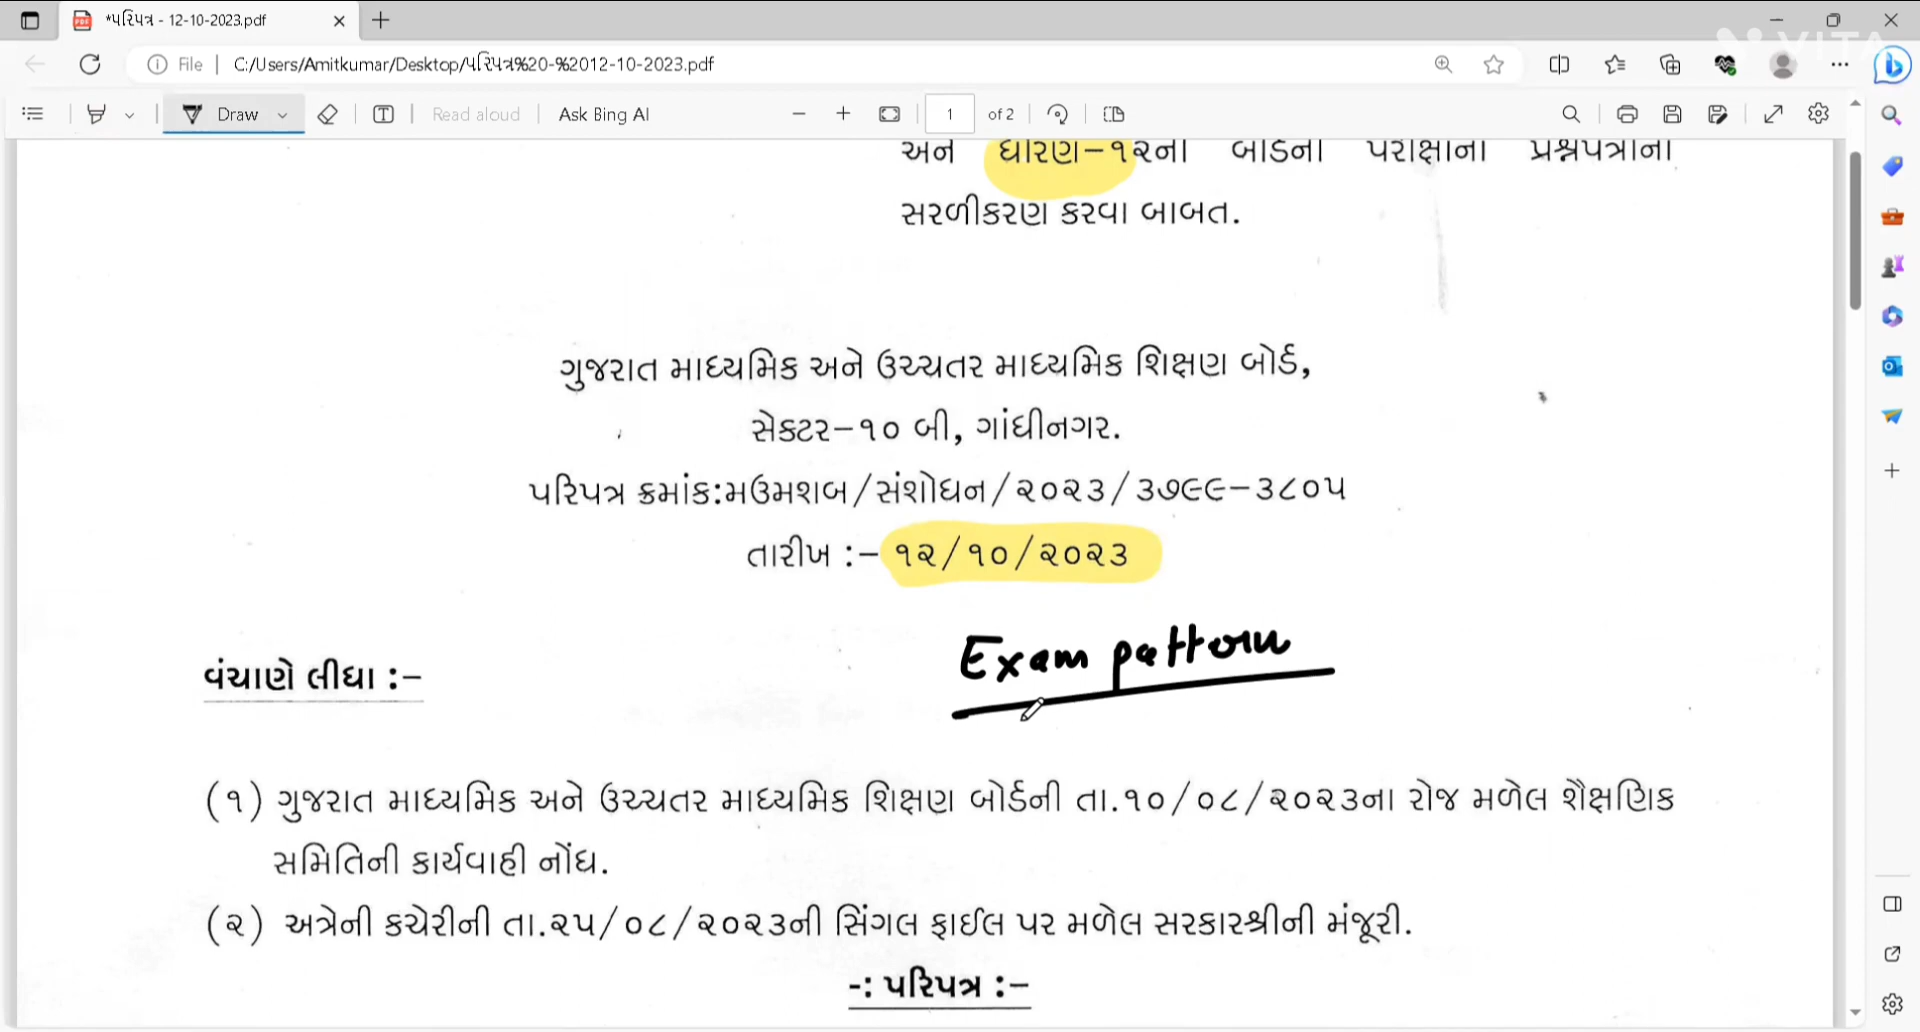 *પરિપત્ર - 12-10-2023.pdf
VITA
File | C:/Users/Amitkumar/Desktop/પરિપત્ર%20-%2012-10-2023.pdf
Draw
Read aloud
Ask Bing AI
1 of 2
અને ધોરણ-૧૨ની બોર્ડની પરીક્ષાના પ્રશ્નપત્રોના
સરળીકરણ કરવા બાબત.
ગુજરાત માધ્યમિક અને ઉચ્ચતર માધ્યમિક શિક્ષણ બોર્ડ,
સેક્ટર-૧૦ બી, ગાંધીનગર.
પરિપત્ર ક્રમાંક:મઉમશબ/સંશોધન/૨૦૨૩/૩૭૯૯-૩૮૦૫
તારીખ :- ૧૨/૧૦/૨૦૨૩
Exam pattern
વંચાણે લીધા :-
(૧) ગુજરાત માધ્યમિક અને ઉચ્ચતર માધ્યમિક શિક્ષણ બોર્ડની તા.૧૦/૦૮/૨૦૨૩ના રોજ મળેલ શૈક્ષણિક
સમિતિની કાર્યવાહી નોંધ.
(૨) અત્રેની કચેરીની તા.૨૫/૦૮/૨૦૨૩ની સિંગલ ફાઈલ પર મળેલ સરકારશ્રીની મંજૂરી.
-: પરિપત્ર :-